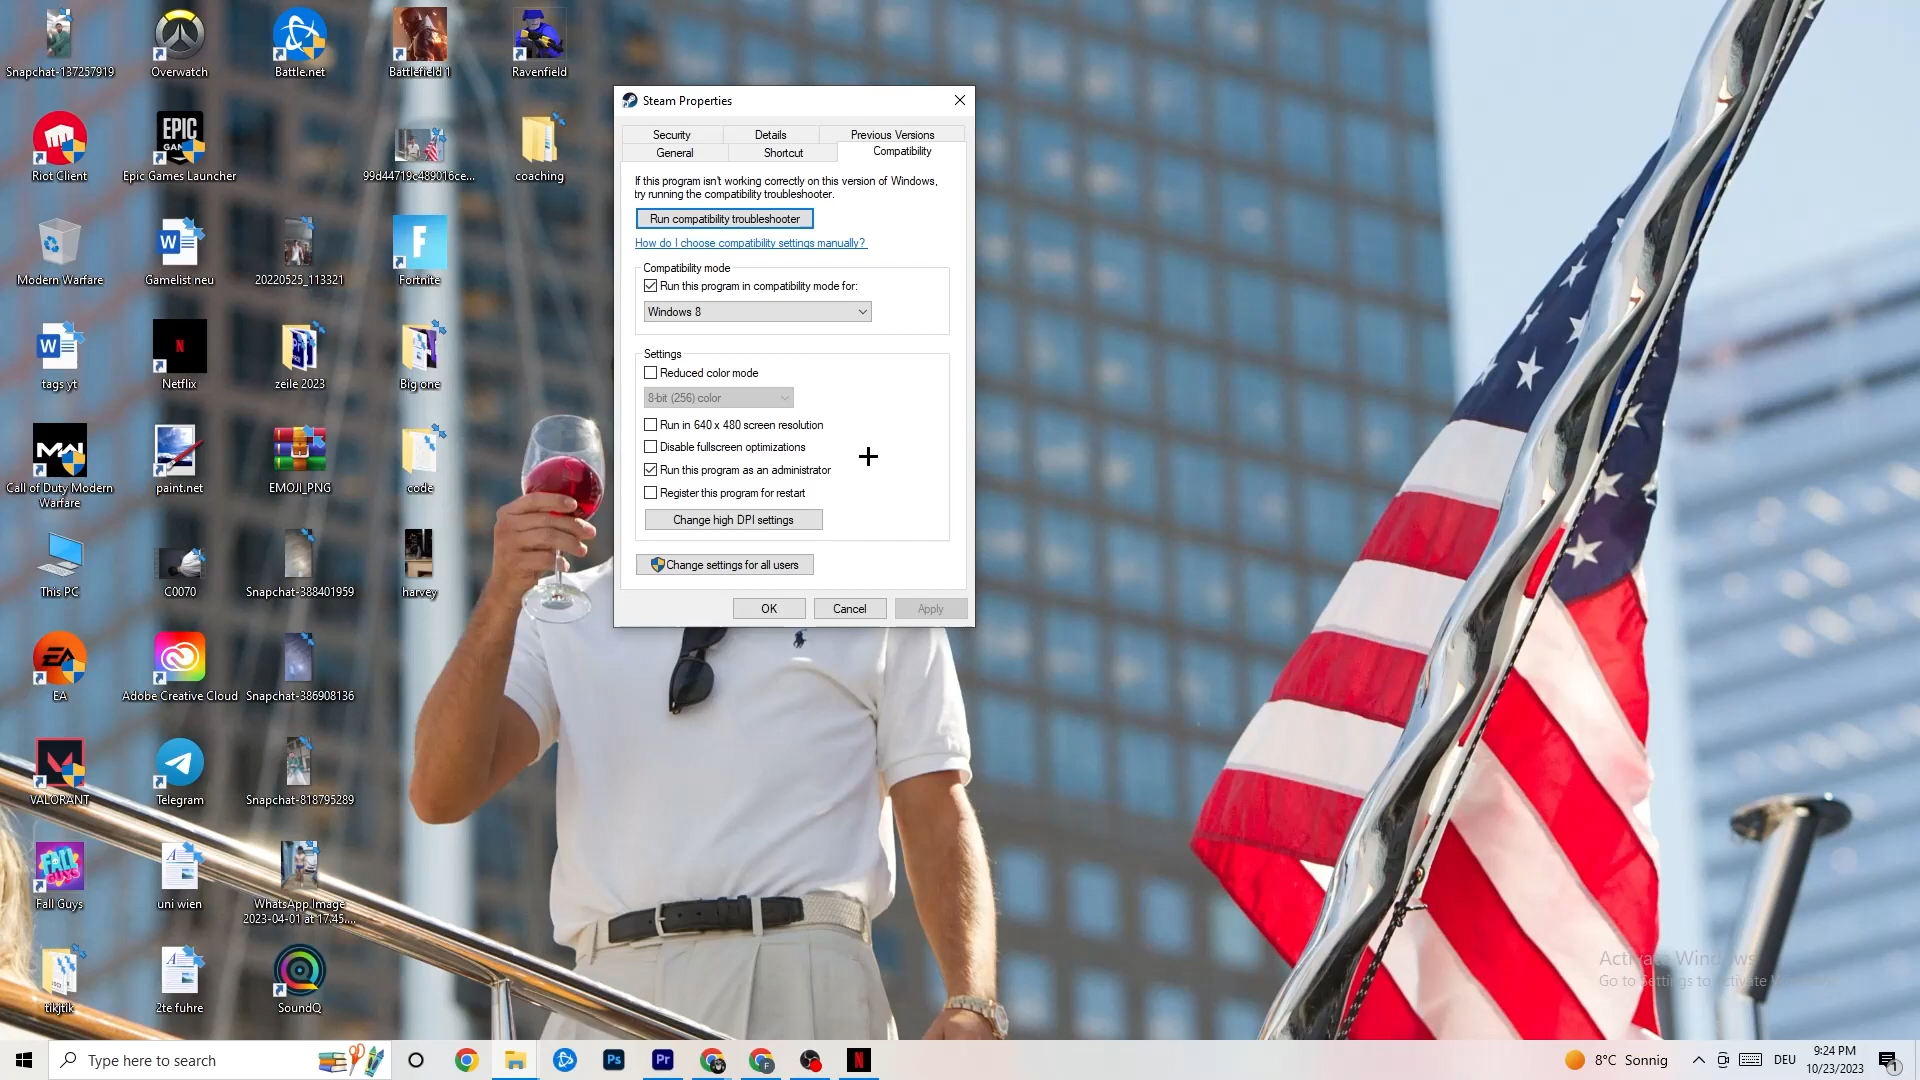 Snapchat-137257919
Overwatch
Battle.net
Battlefield 1
Ravenfield
Riot Client
EPIC
GAMES
Epic Games Launcher
99d44719c489016ce...
coaching
Modern Warfare
Gamelist neu
20220525_113321
Fortnite
tags yt
Netflix
zeile 2023
Big one
Call of Duty Modern
Warfare
paint.net
EMOJI_PNG
code
This PC
C0070
Snapchat-388401959
harvey
EA
Adobe Creative Cloud
Snapchat-386908136
VALORANT
Telegram
Snapchat-818795289
Fall Guys
uni wien
WhatsApp Image
2023-04-01 at 17.45....
tikjtik
2te fuhre
SoundQ
Steam Properties
Security
Details
Previous Versions
General
Shortcut
Compatibility
If this program isn't working correctly on this version of Windows,
try running the compatibility troubleshooter.
Run compatibility troubleshooter
How do I choose compatibility settings manually?
Compatibility mode
Run this program in compatibility mode for:
Windows 8
Settings
Reduced color mode
8-bit (256) color
Run in 640 x 480 screen resolution
Disable fullscreen optimizations
Run this program as an administrator
Register this program for restart
Change high DPI settings
Change settings for all users
OK
Cancel
Apply
Activate Windows
Go to Settings to activate
Type here to search
Ps
Pr
8°C Sonnig
DEU
9:24 PM
10/23/2023
1